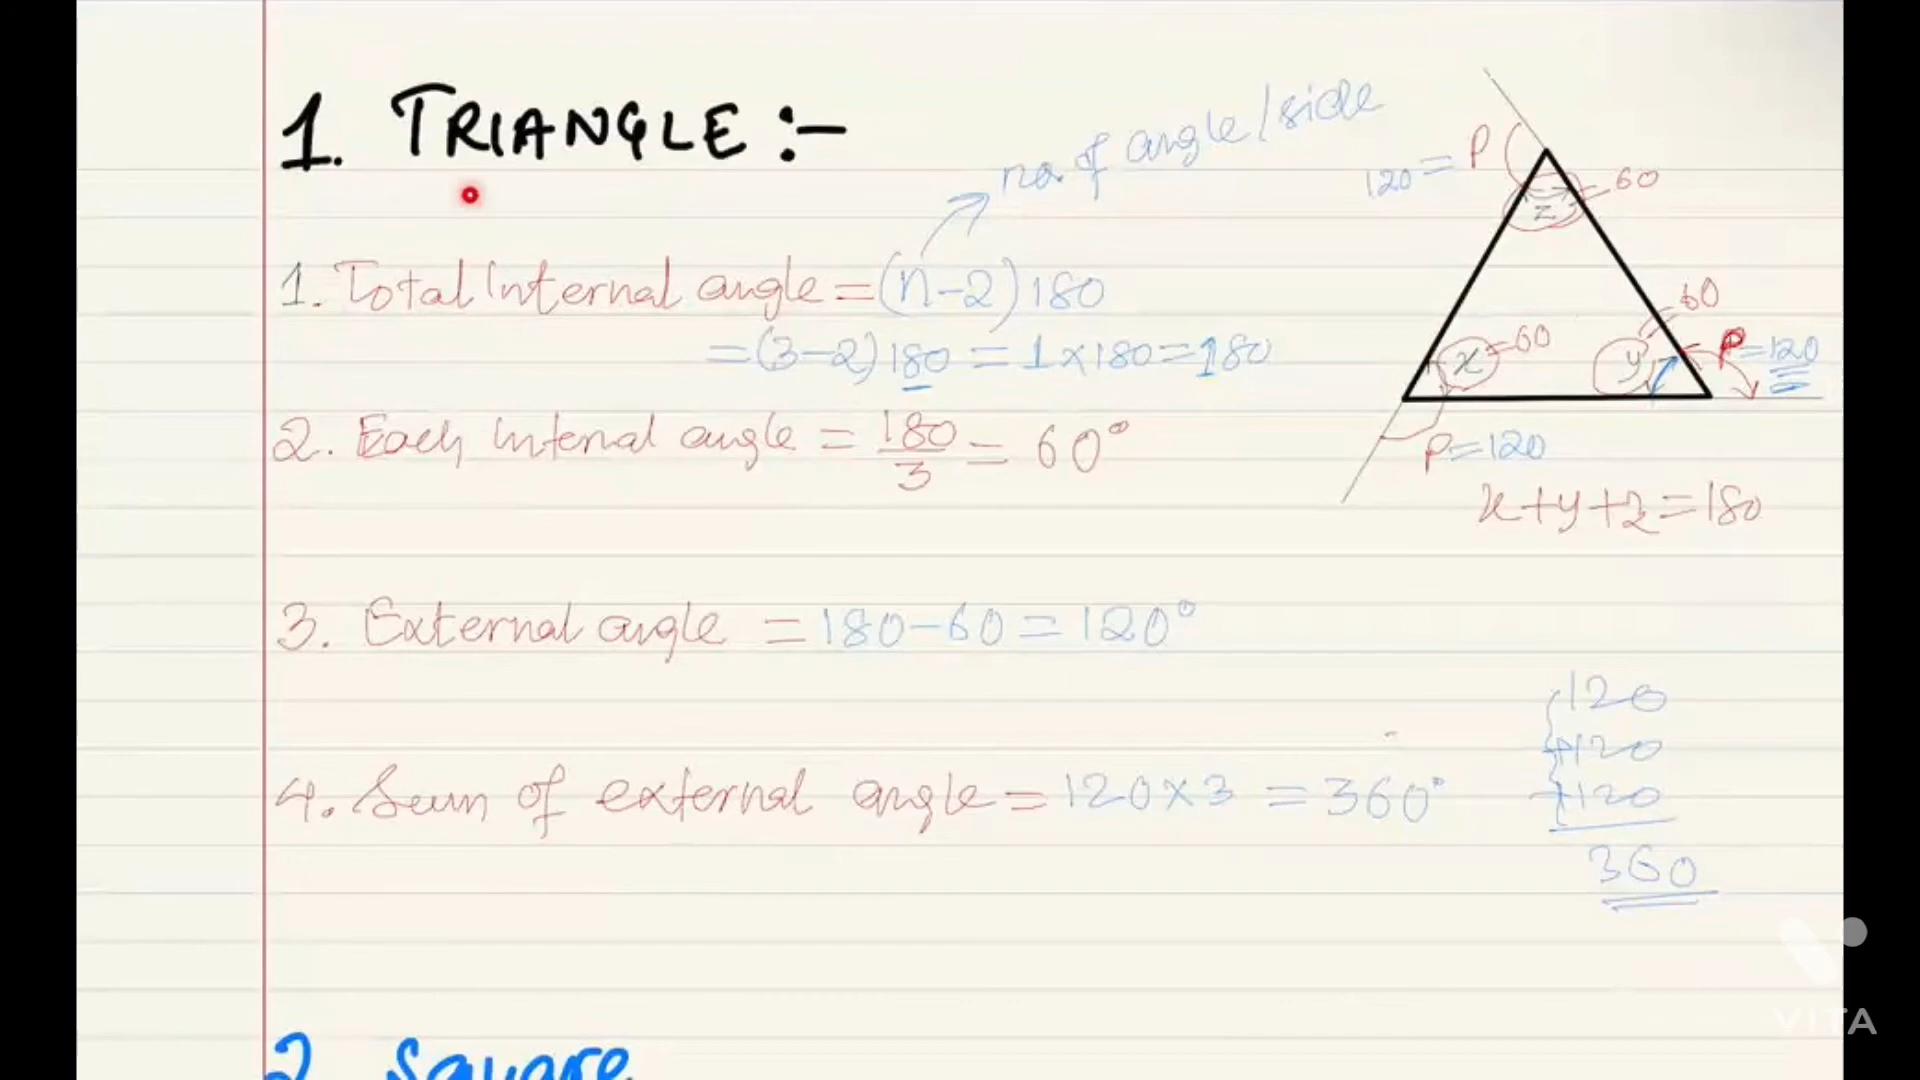 1. TRIANGLE :-
no. of angle/side
1. Total Internal angle = (n-2)180
= (3-2)180 = 1×180=180
2. Each internal angle = 180/3 = 60°
3. External angle = 180-60=120°
4. Sum of external angle = 120×3 = 360°
2. Square
120 = P
60
z
60
x =60
y
P=120
P=120
x+y+z=180
120
+120
+120
360
VITA